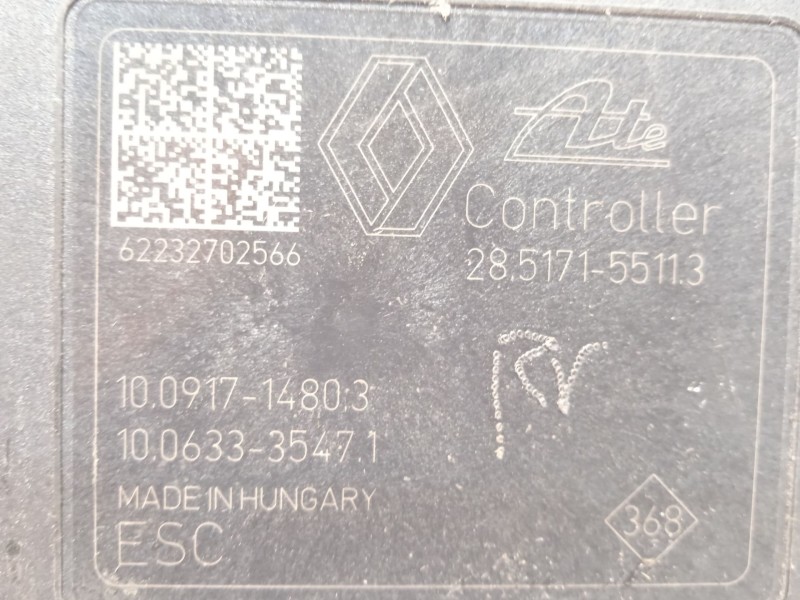 Ate
Controller
62232702566
28.5171-5511.3
10.0917-1480.3
10.0633-3547.1
MADE IN HUNGARY
ESC
368